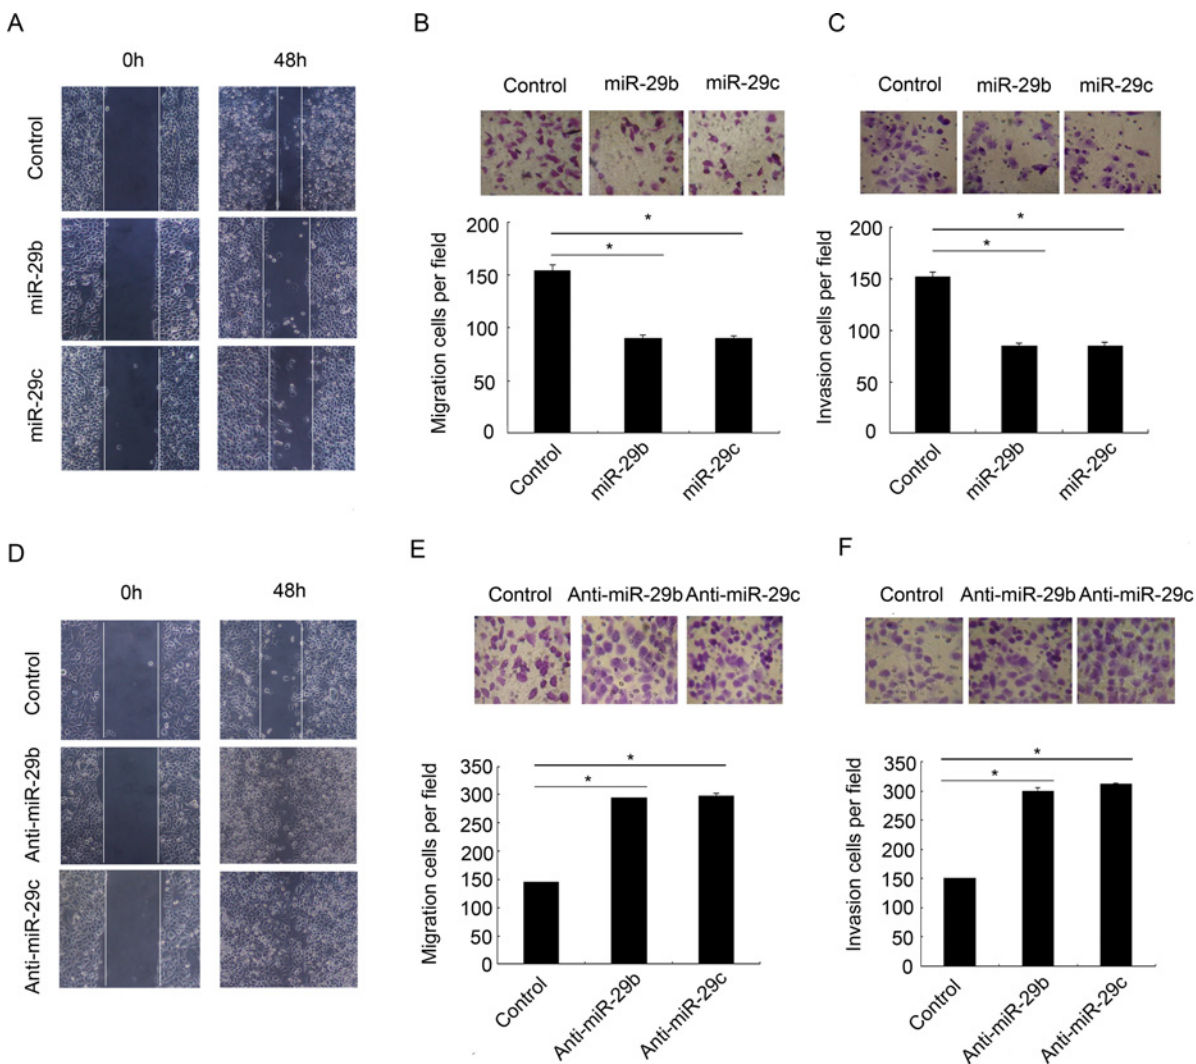 A
0h 48h
Control
miR-29b
miR-29c
B
Control miR-29b miR-29c
Migration cells per field
200
150
100
50
0
*
*
Control miR-29b miR-29c
C
Control miR-29b miR-29c
Invasion cells per field
200
150
100
50
0
*
*
Control miR-29b miR-29c
D
0h 48h
Control
Anti-miR-29b
Anti-miR-29c
E
Control Anti-miR-29b Anti-miR-29c
Migration cells per field
350
300
250
200
150
100
50
0
*
*
Control Anti-miR-29b Anti-miR-29c
F
Control Anti-miR-29b Anti-miR-29c
Invasion cells per field
350
300
250
200
150
100
50
0
*
*
Control Anti-miR-29b Anti-miR-29c